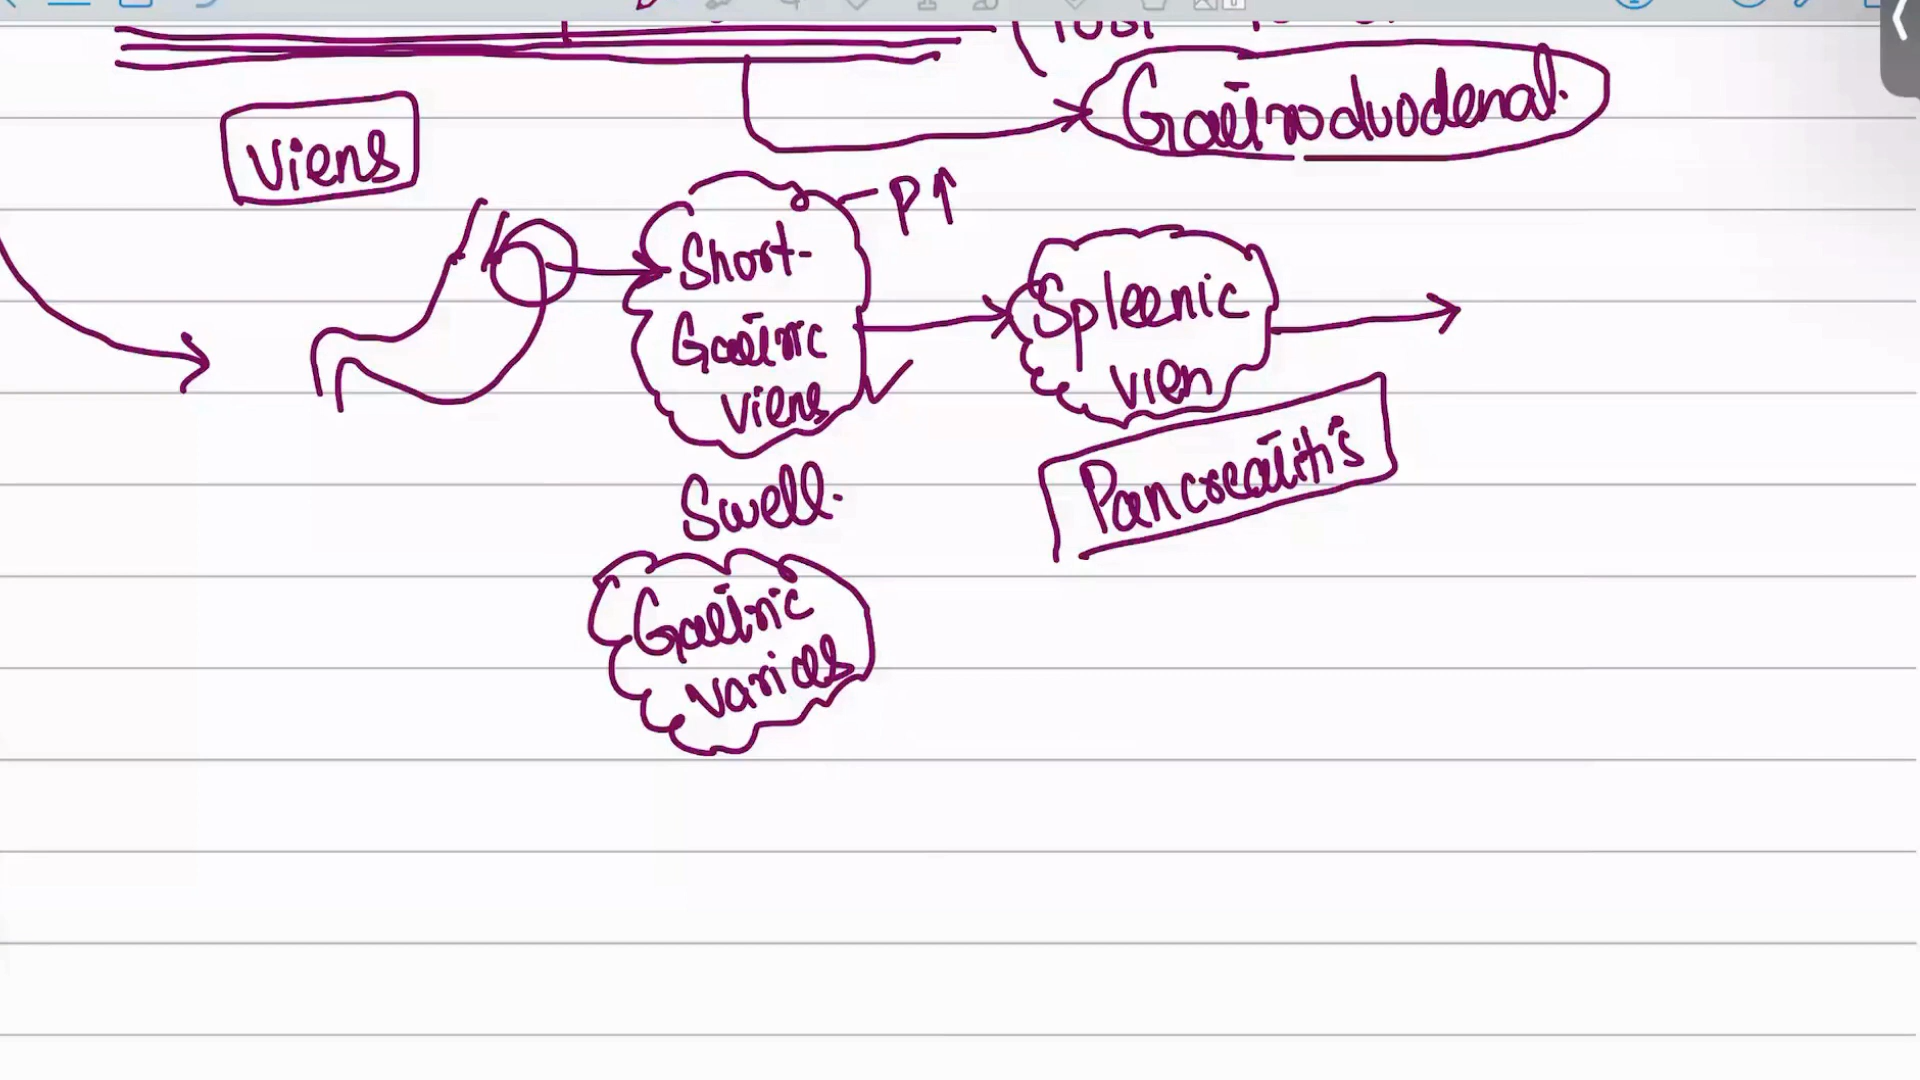 Gastroduodenal.
Viens
P↑
Short-
Gastric
viens
Spleenic
vien
Pancreatitis
Swell.
Gastric
varices